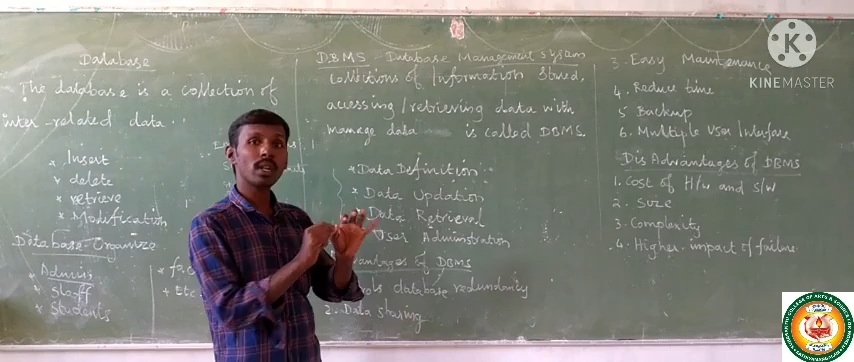 Database
The database is a collection of
inter-related data.
* Insert
* delete
* retrieve
* Modification
Database Organize
* Admin
* Staff
* Students
* Etc
DBMS - Database Management System
Collections of Information stored,
accessing/retrieving data with
manage data is called DBMS.
* Data Definition
* Data Updation
* Data Retrieval
User Administration
of DBMS
database redundancy
2. Data sharing
3. Easy Maintenance
4. Reduce time
5 Backup
6. Multiple User Interface
DisAdvantages of DBMS
1. Cost of H/w and S/w
2. Size
3. Complexity
4. Higher impact of failure
K
KINEMASTER